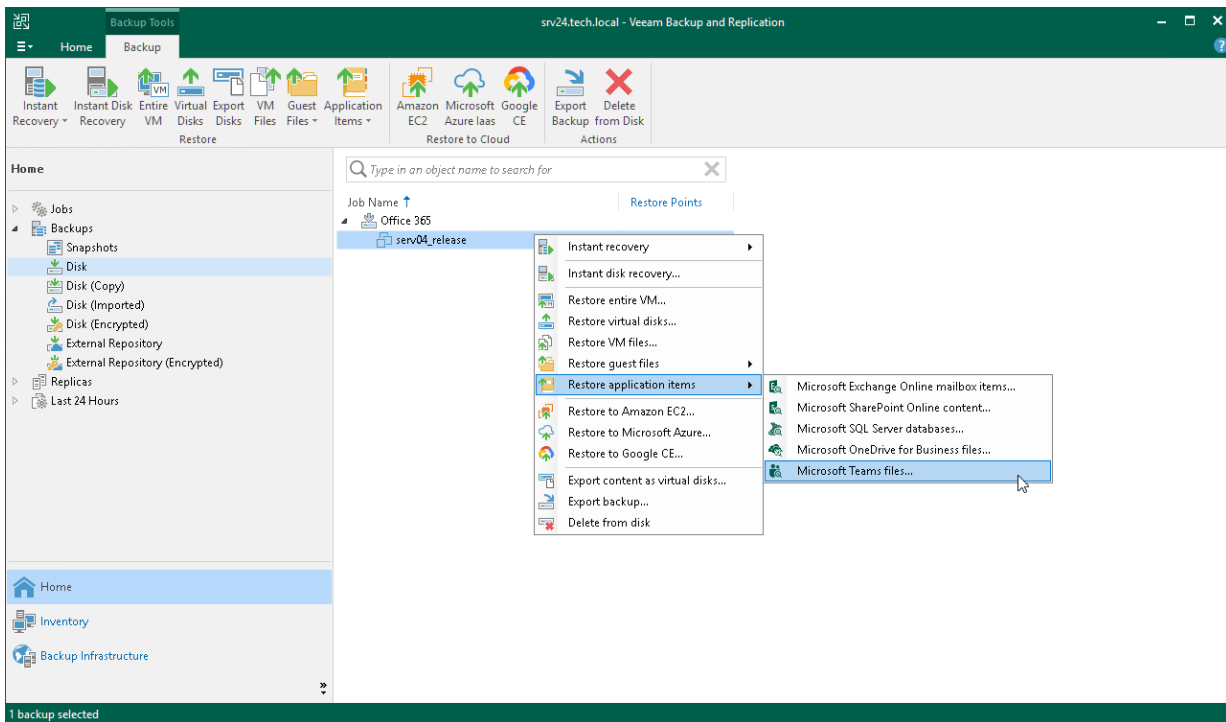 Backup Tools
srv24.tech.local - Veeam Backup and Replication
Home
Backup
Instant Recovery
Instant Disk Recovery
Entire VM
Virtual Disks
Export Disks
VM Files
Guest Files
Application Items
Amazon EC2
Microsoft Azure Iaas
Google CE
Export Backup
Delete from Disk
Restore
Restore to Cloud
Actions
Home
Type in an object name to search for
Jobs
Backups
Snapshots
Disk
Disk (Copy)
Disk (Imported)
Disk (Encrypted)
External Repository
External Repository (Encrypted)
Replicas
Last 24 Hours
Job Name
Restore Points
Office 365
serv04_release
Instant recovery
Instant disk recovery...
Restore entire VM...
Restore virtual disks...
Restore VM files...
Restore guest files
Restore application items
Restore to Amazon EC2...
Restore to Microsoft Azure...
Restore to Google CE...
Export content as virtual disks...
Export backup...
Delete from disk
Microsoft Exchange Online mailbox items...
Microsoft SharePoint Online content...
Microsoft SQL Server databases...
Microsoft OneDrive for Business files...
Microsoft Teams files...
Home
Inventory
Backup Infrastructure
1 backup selected